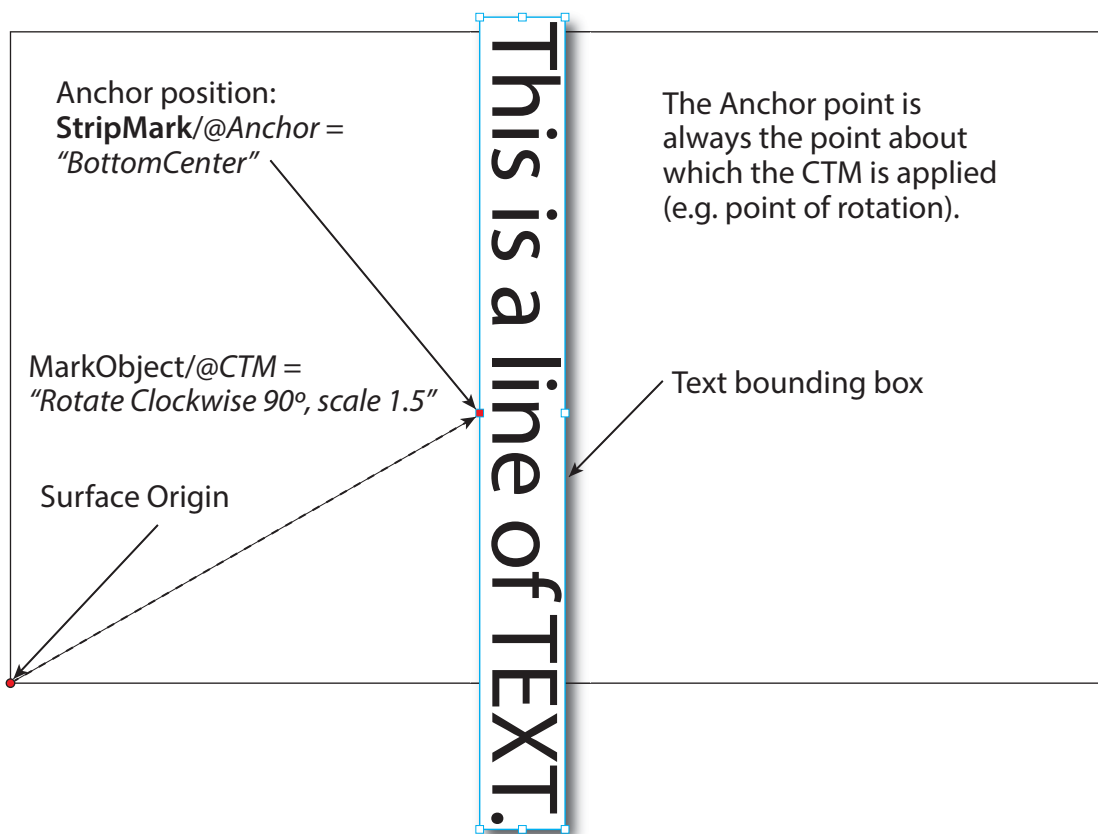 Anchor position:
StripMark/@Anchor =
“BottomCenter”
The Anchor point is
always the point about
which the CTM is applied
(e.g. point of rotation).
This is a line of TEXT.
MarkObject/@CTM =
“Rotate Clockwise 90º, scale 1.5”
Text bounding box
Surface Origin